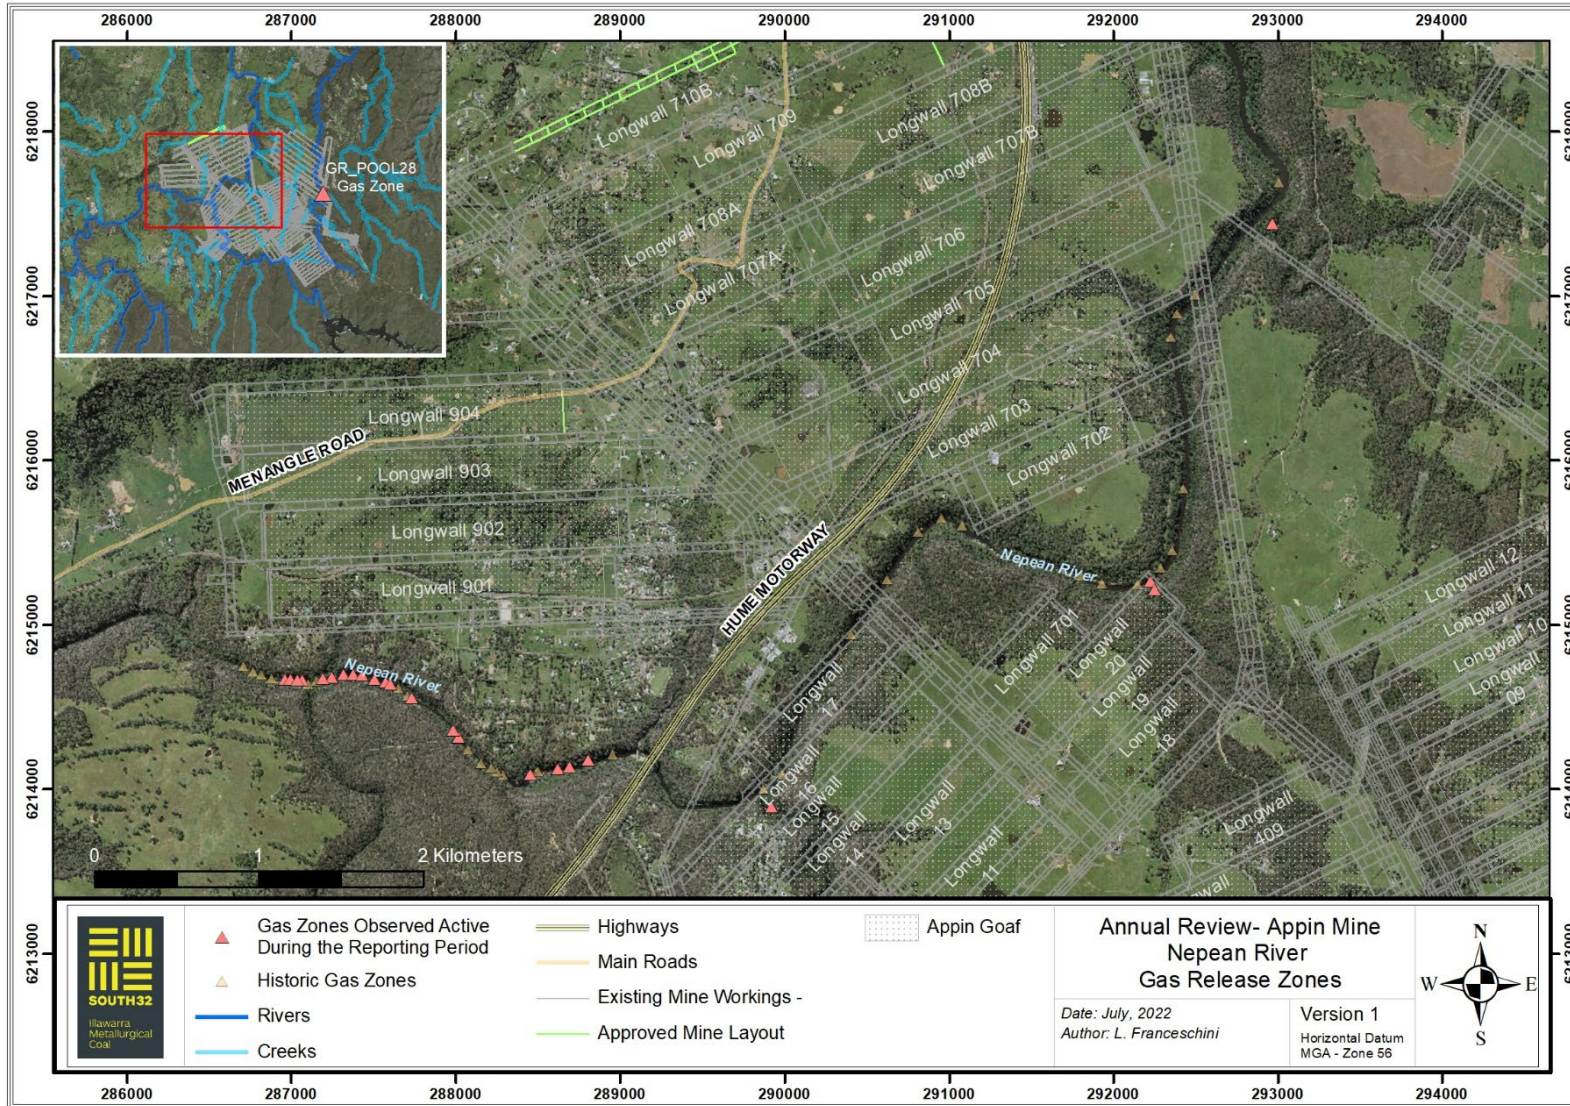 286000
287000
288000
289000
290000
291000
292000
293000
294000
6218000
6217000
6216000
6215000
6214000
6213000
6218000
6217000
6216000
6215000
6214000
6213000
GR_POOL28
Gas Zone
Longwall 710B
Longwall 709
Longwall 708B
Longwall 707B
Longwall 708A
Longwall 707A
Longwall 706
Longwall 705
Longwall 704
Longwall 703
Longwall 702
Longwall 904
MENANGLE ROAD
Longwall 903
Longwall 902
Longwall 901
HUME MOTORWAY
Nepean River
Nepean River
Longwall 12
Longwall 11
Longwall 10
Longwall
09
Longwall 701
Longwall
20
Longwall
19
Longwall
18
Longwall
17
Longwall
16
Longwall
15
Longwall
14
Longwall
13
Longwall
11
Longwall
409
Longwall
0
1
2 Kilometers
SOUTH32
Illawarra
Metallurgical
Coal
Gas Zones Observed Active
During the Reporting Period
Historic Gas Zones
Rivers
Creeks
Highways
Main Roads
Existing Mine Workings -
Approved Mine Layout
Appin Goaf
Annual Review- Appin Mine
Nepean River
Gas Release Zones
Date: July, 2022
Author: L. Franceschini
Version 1
Horizontal Datum
MGA - Zone 56
N
W
E
S
286000
287000
288000
289000
290000
291000
292000
293000
294000